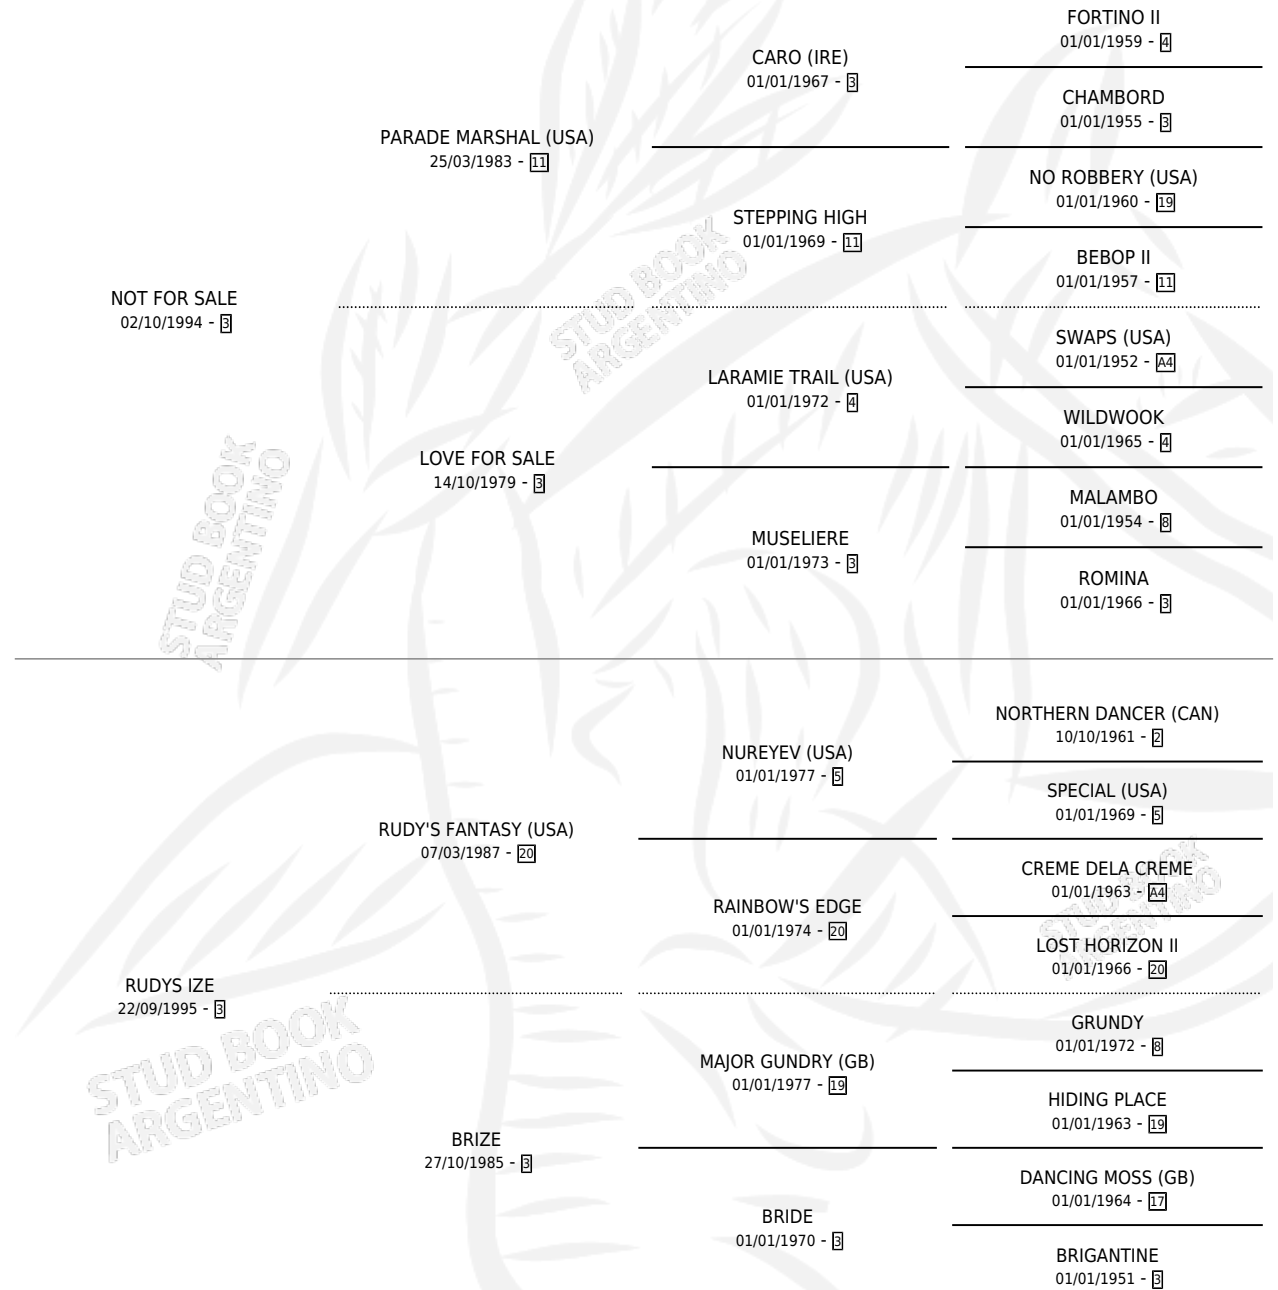 FORTINO II
01/01/1959 - 4
CARO (IRE)
01/01/1967 - 3
CHAMBORD
01/01/1955 - 3
PARADE MARSHAL (USA)
25/03/1983 - 11
NO ROBBERY (USA)
01/01/1960 - 19
STEPPING HIGH
01/01/1969 - 11
BEBOP II
01/01/1957 - 11
NOT FOR SALE
02/10/1994 - 3
SWAPS (USA)
01/01/1952 - A4
LARAMIE TRAIL (USA)
01/01/1972 - 4
WILDWOOK
01/01/1965 - 4
LOVE FOR SALE
14/10/1979 - 3
MALAMBO
01/01/1954 - 8
MUSELIERE
01/01/1973 - 3
ROMINA
01/01/1966 - 3
STUD BOOK
ARGENTINO
STUD BOOK
ARGENTINO
NORTHERN DANCER (CAN)
10/10/1961 - 2
NUREYEV (USA)
01/01/1977 - 5
SPECIAL (USA)
01/01/1969 - 5
RUDY'S FANTASY (USA)
07/03/1987 - 20
CREME DELA CREME
01/01/1963 - A4
RAINBOW'S EDGE
01/01/1974 - 20
LOST HORIZON II
01/01/1966 - 20
RUDYS IZE
22/09/1995 - 3
GRUNDY
01/01/1972 - 8
MAJOR GUNDRY (GB)
01/01/1977 - 19
HIDING PLACE
01/01/1963 - 19
BRIZE
27/10/1985 - 3
DANCING MOSS (GB)
01/01/1964 - 17
BRIDE
01/01/1970 - 3
BRIGANTINE
01/01/1951 - 3
STUD BOOK
ARGENTINO
STUD BOOK
ARGENTINO